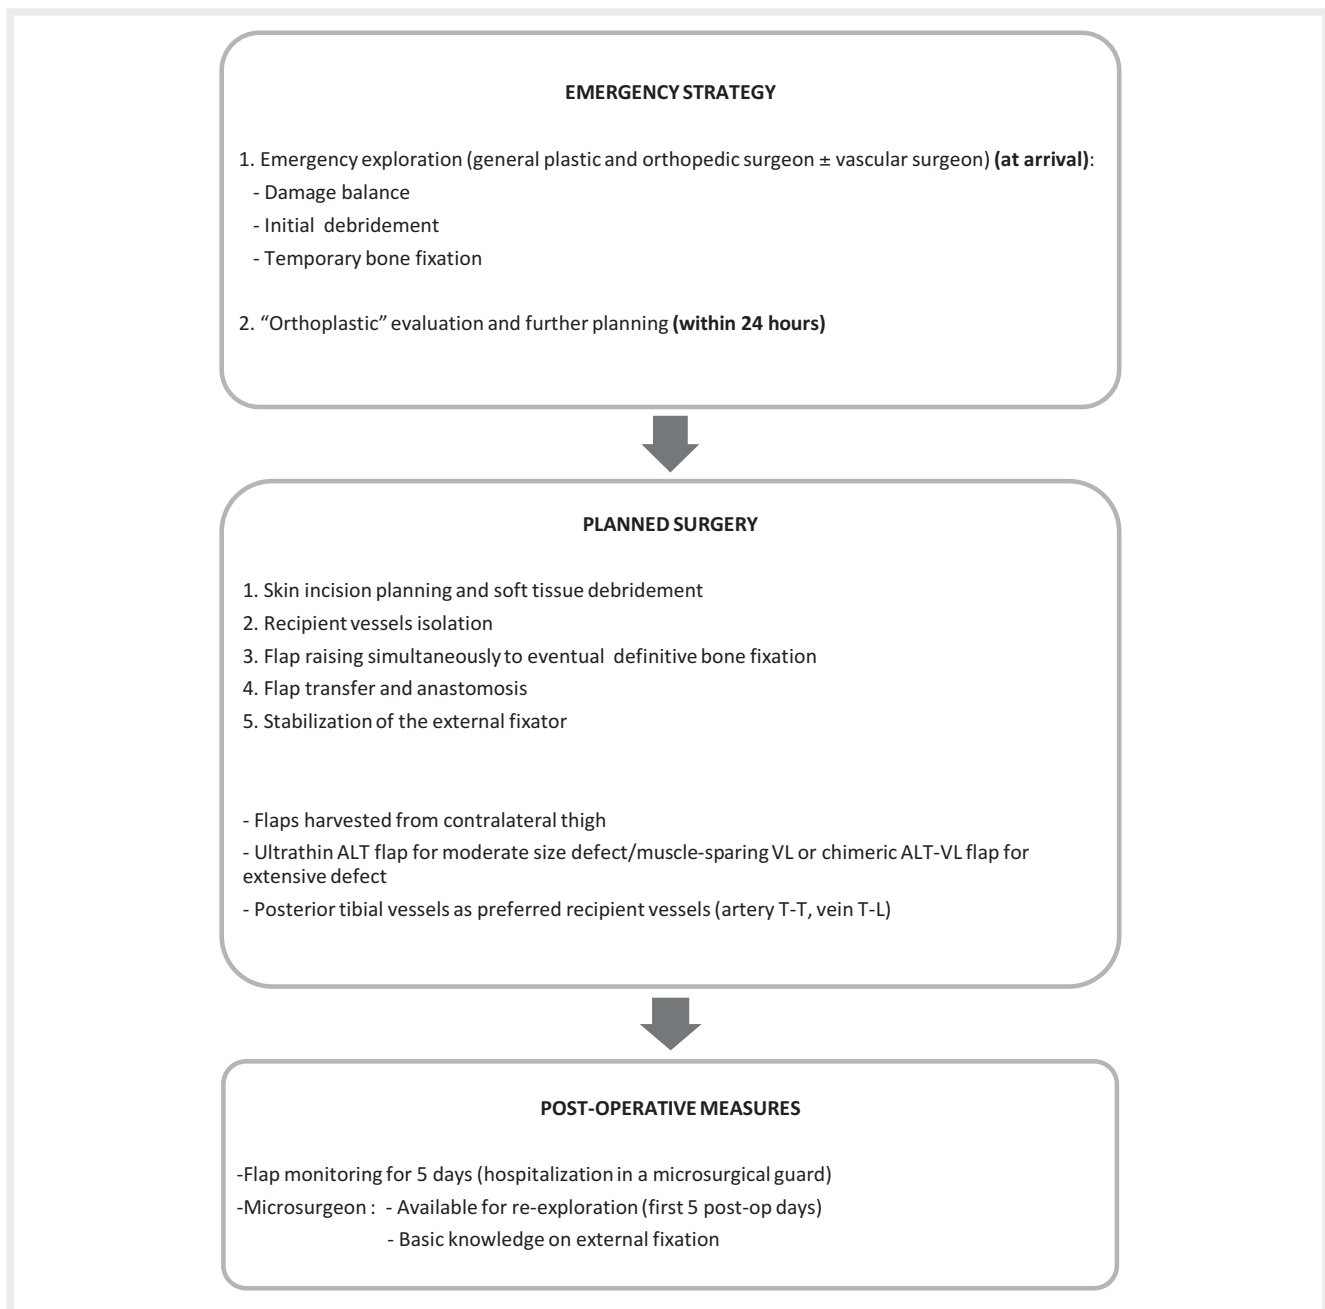 EMERGENCY STRATEGY
1. Emergency exploration (general plastic and orthopedic surgeon ± vascular surgeon) (at arrival):
- Damage balance
- Initial debridement
- Temporary bone fixation
2. “Orthoplastic” evaluation and further planning (within 24 hours)
PLANNED SURGERY
1. Skin incision planning and soft tissue debridement
2. Recipient vessels isolation
3. Flap raising simultaneously to eventual definitive bone fixation
4. Flap transfer and anastomosis
5. Stabilization of the external fixator
- Flaps harvested from contralateral thigh
- Ultrathin ALT flap for moderate size defect/muscle-sparing VL or chimeric ALT-VL flap for
extensive defect
- Posterior tibial vessels as preferred recipient vessels (artery T-T, vein T-L)
POST-OPERATIVE MEASURES
-Flap monitoring for 5 days (hospitalization in a microsurgical guard)
-Microsurgeon : - Available for re-exploration (first 5 post-op days)
- Basic knowledge on external fixation